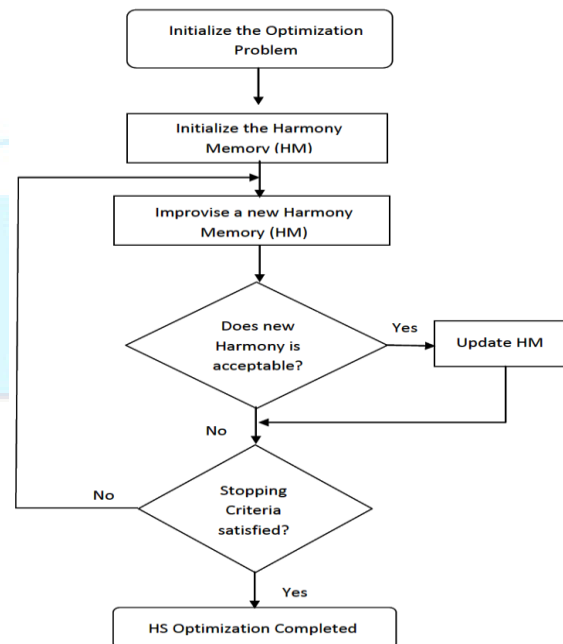 Initialize the Optimization
Problem
Initialize the Harmony
Memory (HM)
Improvise a new Harmony
Memory (HM)
Does new
Harmony is
acceptable?
Yes
Update HM
No
Stopping
Criteria
satisfied?
No
Yes
HS Optimization Completed